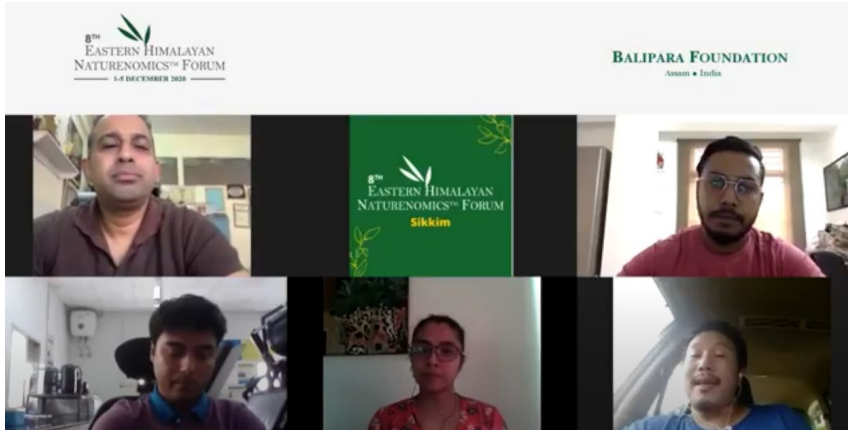 8TH
EASTERN HIMALAYAN
NATURENOMICS™ FORUM
1-5 DECEMBER 2020
BALIPARA FOUNDATION
Assam • India
8TH
EASTERN HIMALAYAN
NATURENOMICS™ FORUM
Sikkim